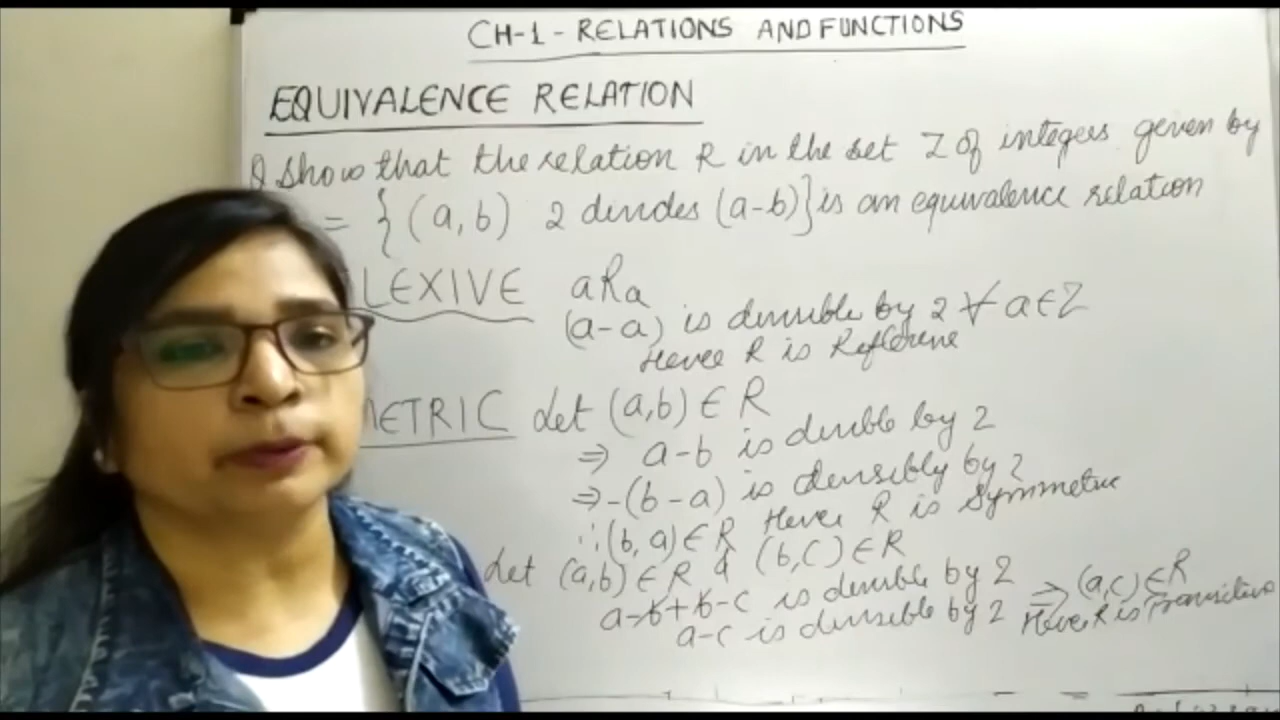 CH-1 - RELATIONS AND FUNCTIONS
EQUIVALENCE RELATION
Q Show that the relation R in the set Z of integers given by
= {(a, b) 2 divides (a-b)} is an equivalence relation
LEXIVE aRa
(a-a) is divisible by 2 ∀ a∈Z
Hence R is Reflexive
METRIC Let (a,b) ∈ R
⇒ a-b is divible by 2
⇒ -(b-a) is divisibly by 2
∴ (b, a) ∈ R Hence R is Symmetric
Let (a,b) ∈ R & (b,c) ∈ R
a-b+b-c is divisible by 2 ⇒ (a,c) ∈ R
a-c is divisible by 2 Hence R is Transitive